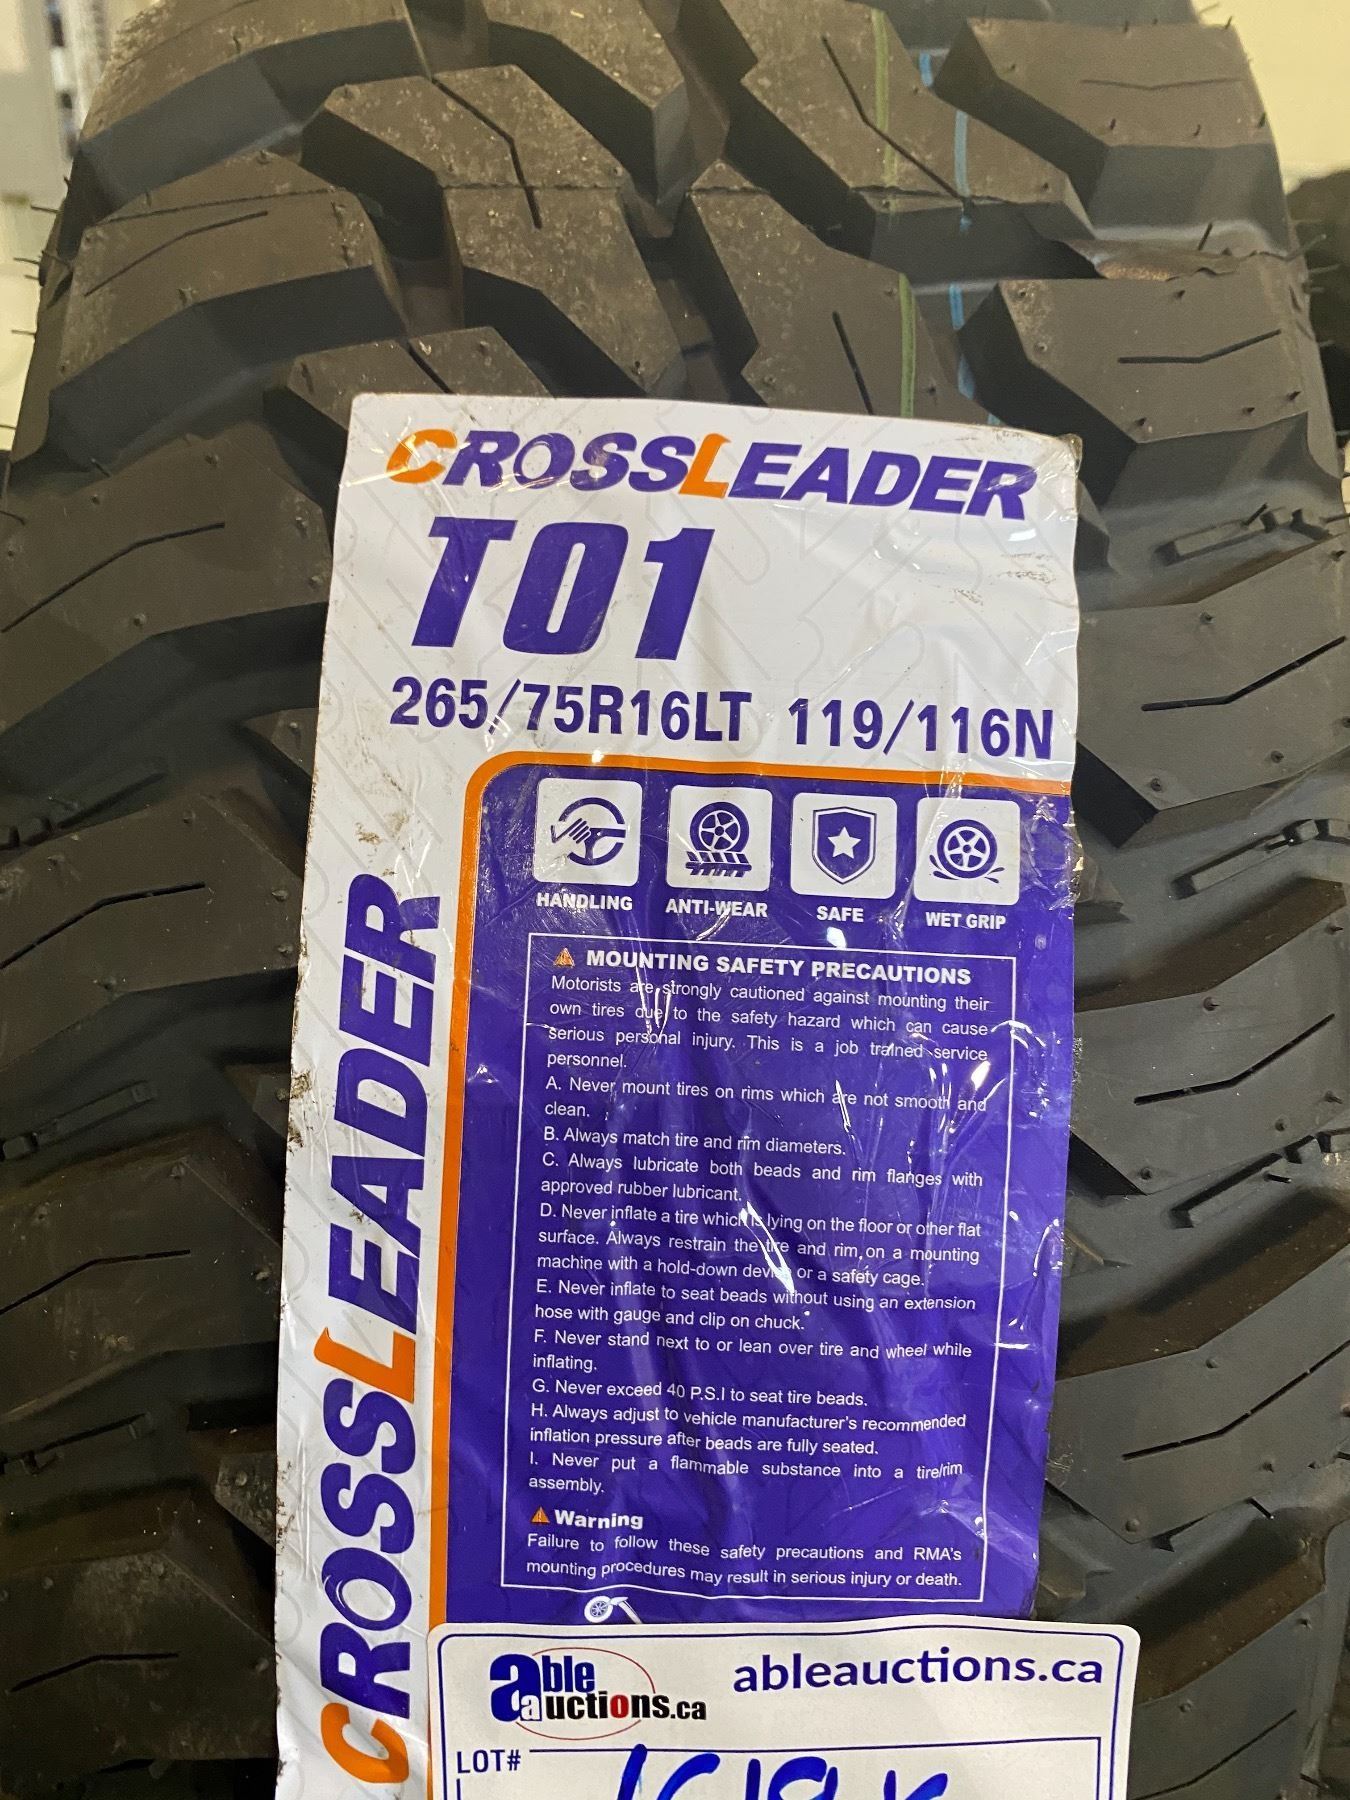 CROSSLEADER
T01
265/75R16LT 119/116N
HANDLING ANTI-WEAR SAFE WET GRIP
MOUNTING SAFETY PRECAUTIONS
Motorists are strongly cautioned against mounting their
own tires due to the safety hazard which can cause
serious personal injury. This is a job trained service
personnel.
A. Never mount tires on rims which are not smooth and
clean.
B. Always match tire and rim diameters.
C. Always lubricate both beads and rim flanges with
approved rubber lubricant.
D. Never inflate a tire which is lying on the floor or other flat
surface. Always restrain the tire and rim, on a mounting
machine with a hold-down device or a safety cage.
E. Never inflate to seat beads without using an extension
hose with gauge and clip on chuck.
F. Never stand next to or lean over tire and wheel while
inflating.
G. Never exceed 40 P.S.I to seat tire beads.
H. Always adjust to vehicle manufacturer's recommended
inflation pressure after beads are fully seated.
I. Never put a flammable substance into a tire/rim
assembly.
Warning
Failure to follow these safety precautions and RMA's
mounting procedures may result in serious injury or death.
CROSSLEADER
able auctions.ca
ableauctions.ca
LOT#